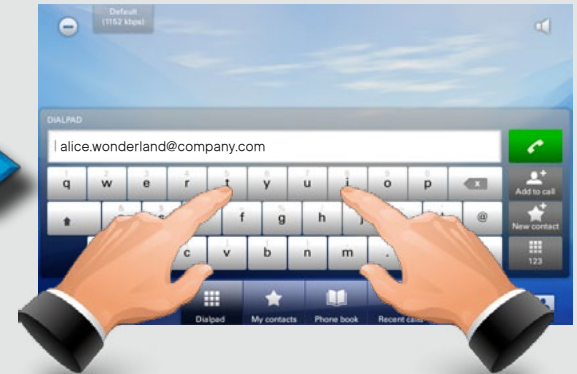 Default
(1152 kbps)
DIALPAD
alice.wonderland@company.com
q w e r t y u i o p
Add to call
f g h @
New contact
c v b n m .
123
Dialpad My contacts Phone book Recent calls